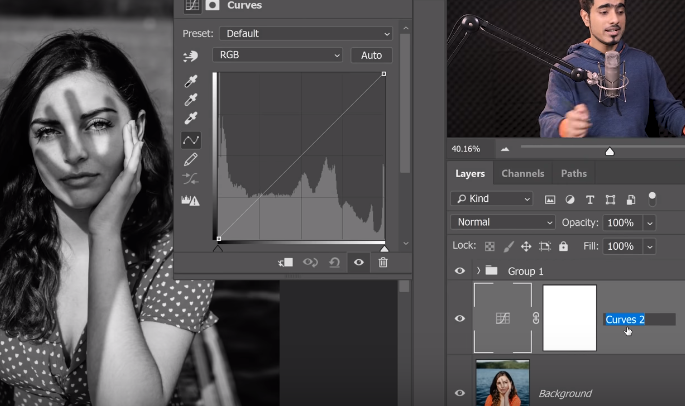 Curves
Preset: Default
RGB Auto
40.16%
Layers Channels Paths
Kind
Normal Opacity: 100%
Lock: Fill: 100%
Group 1
Curves 2
Background